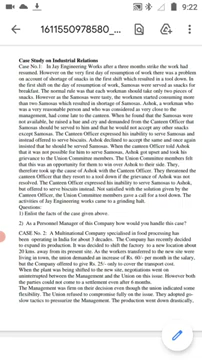 9:22
1611550978580_...
Case Study on Industrial Relations
Case No.1 In Jay Engineering Works after a three months strike the work had
resumed. However on the very first day of resumption of work there was a problem
on account of shortage of snacks in the first shift which resulted in a tool down. In
the first shift on the day of resumption of work, Samosas were served as snacks for
breakfast. The normal rule was that each workman should take only two pieces of
snacks. However as the Samosas were tasty, the workmen started consuming more
than two Samosas which resulted in shortage of Samosas. Ashok, a workman who
was a very reasonable person and who was considered as very close to the
management, had come late to the canteen. When he found that the Samosas were
not available, he raised a hue and cry and demanded from the Canteen Officer that
Samosas should be served to him and that he would not accept any other snacks
except Samosas. The Canteen Officer expressed his inability to serve Samosas and
instead offered to serve biscuits. Ashok declined to accept the same and once again
insisted that he should be served Samosas. When the canteen Officer told Ashok
that it was not possible for him to serve Samosas, Ashok got upset and took his
grievance to the Union Committee members. The Union Committee members felt
that this was an opportunity for them to win over Ashok to their side. They,
therefore took up the cause of Ashok with the Canteen Officer. They threatened
the canteen Officer that they resort to a tool down if the grievance of Ashok was not
resolved. The Canteen Officer expressed his inability to serve Samosas to Ashok,
but offered to serve biscuits instead. Not satisfied with the solution given by the
Canteen Officer, the Union Committee members gave a call for a tool down. The
activities of Jay Engineering works came to a grinding halt.
Questions:
1) Enlist the facts of the case given above.
2) As a Personnel Manager of this Company how would you handle this case?
CASE No. 2: A Multinational Company specialised in food processing has
been operating in India for about 3 decades. The Company has recently decided
to expand its production. It was decided to shift the factory to a new location about
20 kms. away from its present site. As the workers transferred to the new site were
living in town, the union demanded an increase of Rs. 60/- per month in the salary,
but the Company offered to give Rs. 25/- only to cover the transport cost.
When the plant was being shifted to the new site, negotiations went on
uninterrupted between the Management and the Union on this issue. However both
the parties could not come to a settlement even after 6 months.
The Management was firm on their decision even though the union indicated some
flexibility. The Union refused to compromise fully on the issue. They adopted go-
slow tactics to pressurise the Management. The production went down drastically,